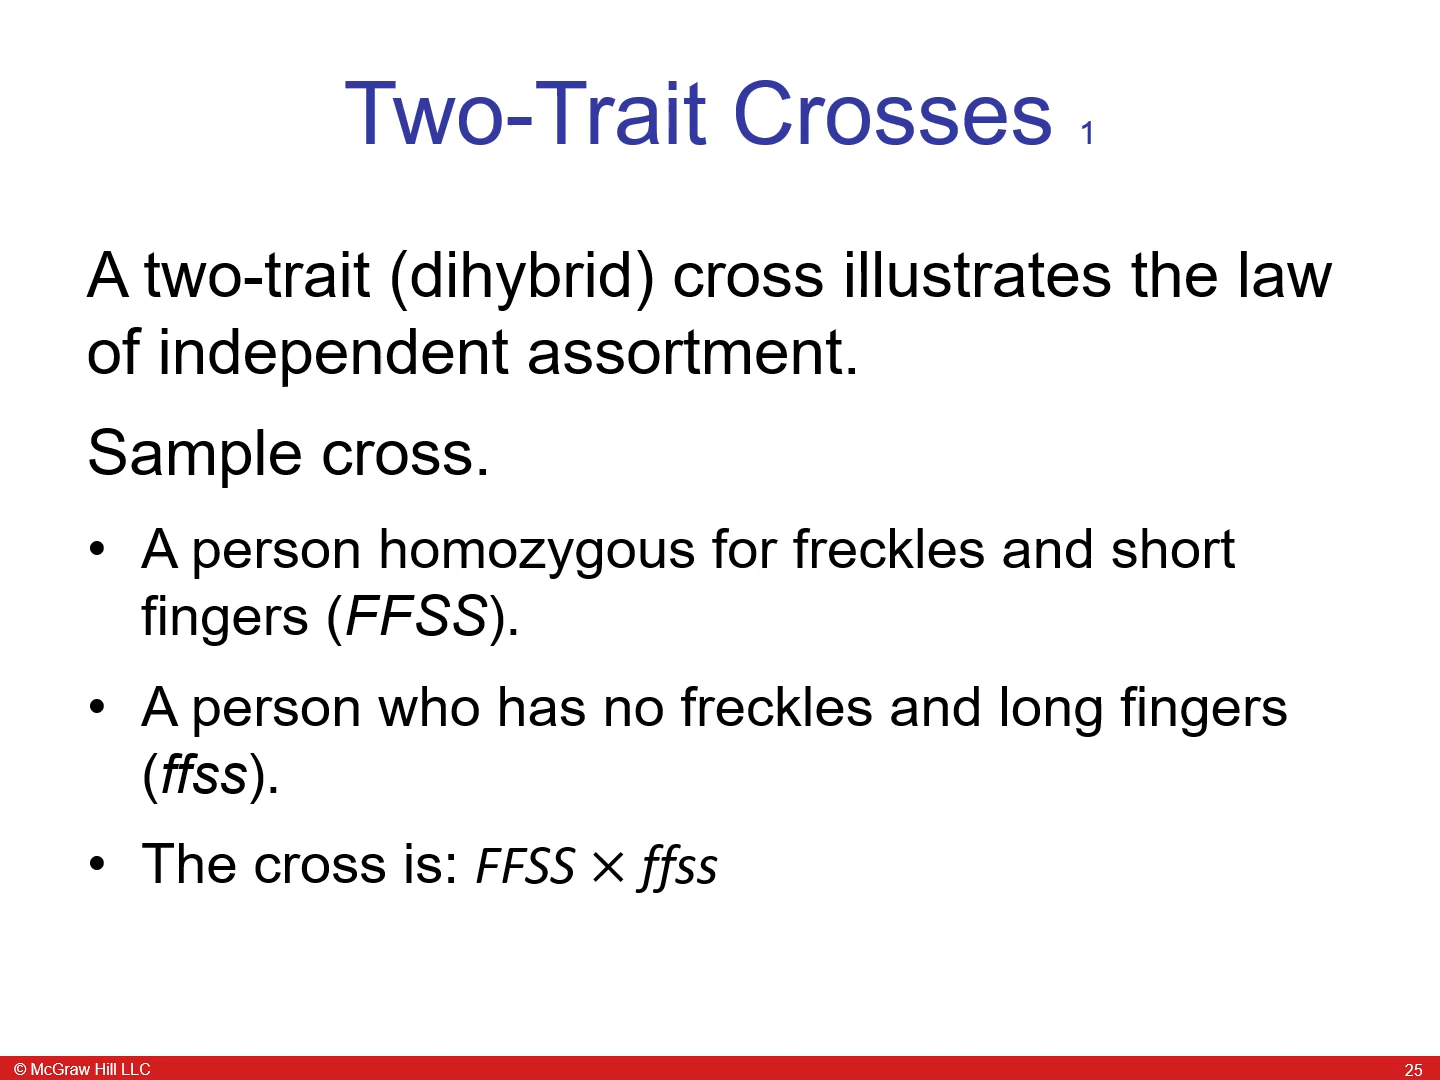 Two-Trait Crosses 1
A two-trait (dihybrid) cross illustrates the law
of independent assortment.
Sample cross.
• A person homozygous for freckles and short
fingers (FFSS).
• A person who has no freckles and long fingers
(ffss).
• The cross is: FFSS × ffss
© McGraw Hill LLC
25